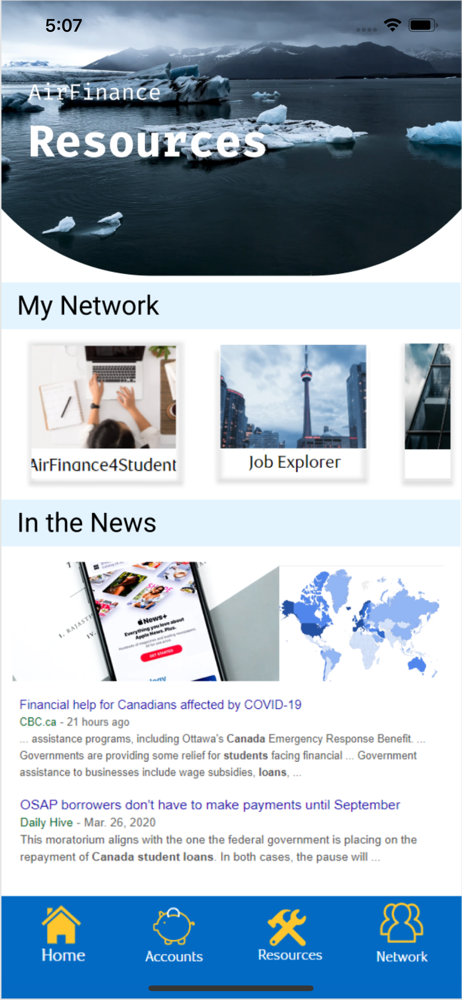 5:07
AirFinance
Resources
My Network
AirFinance4Student
Job Explorer
In the News
I. RAJASTH
IV.
SHAPE
News+
Everything you love about
Apple News. Plus.
Hundreds of magazines and leading newspapers.
All for one price.
GET STARTED
Financial help for Canadians affected by COVID-19
CBC.ca - 21 hours ago
... assistance programs, including Ottawa's Canada Emergency Response Benefit. ...
Governments are providing some relief for students facing financial ... Government
assistance to businesses include wage subsidies, loans, ...
OSAP borrowers don't have to make payments until September
Daily Hive - Mar. 26, 2020
This moratorium aligns with the one the federal government is placing on the
repayment of Canada student loans. In both cases, the pause will ...
Home
Accounts
Resources
Network